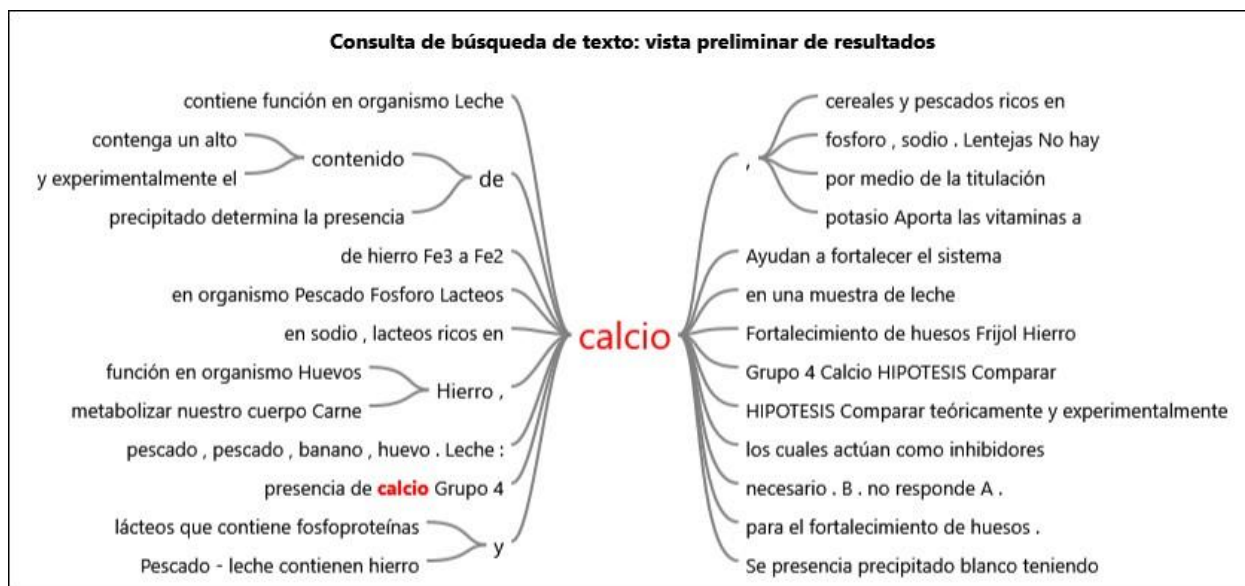 Consulta de búsqueda de texto: vista preliminar de resultados
contiene función en organismo Leche
contenga un alto
y experimentalmente el
contenido
precipitado determina la presencia
de
de hierro Fe3 a Fe2
en organismo Pescado Fosforo Lacteos
en sodio , lacteos ricos en
función en organismo Huevos
metabolizar nuestro cuerpo Carne
Hierro ,
pescado , pescado , banano , huevo . Leche :
presencia de calcio Grupo 4
lácteos que contiene fosfoproteínas
Pescado - leche contienen hierro
y
calcio
,
cereales y pescados ricos en
fosforo , sodio . Lentejas No hay
por medio de la titulación
potasio Aporta las vitaminas a
Ayudan a fortalecer el sistema
en una muestra de leche
Fortalecimiento de huesos Frijol Hierro
Grupo 4 Calcio HIPOTESIS Comparar
HIPOTESIS Comparar teóricamente y experimentalmente
los cuales actúan como inhibidores
necesario . B . no responde A .
para el fortalecimiento de huesos .
Se presencia precipitado blanco teniendo